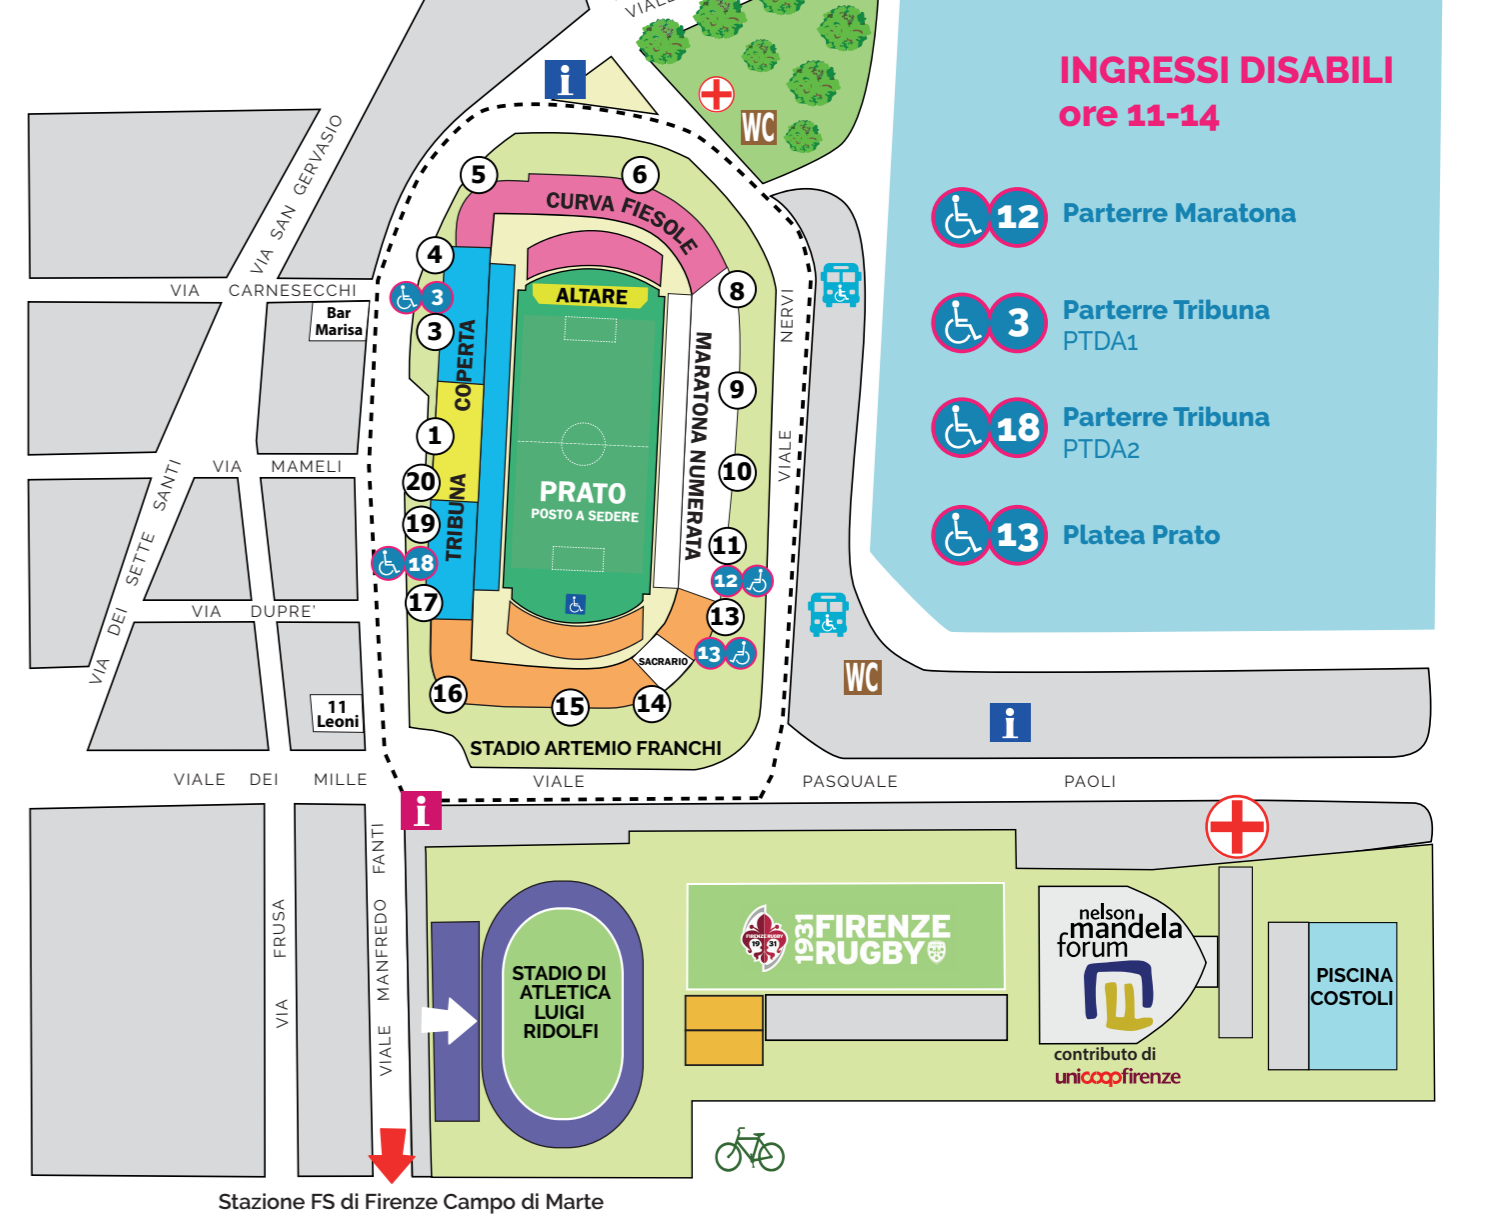 VIALE
INGRESSI DISABILI
ore 11-14
12 Parterre Maratona
3 Parterre Tribuna
PTDA1
18 Parterre Tribuna
PTDA2
13 Platea Prato
i
WC
VIA SAN GERVASIO
VIA CARNESECCHI
Bar
Marisa
5
6
CURVA FIESOLE
4
3
3
8
ALTARE
COPERTA
MARATONA NUMERATA
VIALE NERVI
9
1
10
20
PRATO
POSTO A SEDERE
19
TRIBUNA
18
11
12
17
13
13
SACRARIO
16
15
14
STADIO ARTEMIO FRANCHI
VIA MAMELI
VIA DEI SETTE SANTI
VIA DUPRE'
11
Leoni
WC
i
VIALE DEI MILLE
VIALE PASQUALE PAOLI
i
VIA FRUSA
VIALE MANFREDO FANTI
STADIO DI
ATLETICA
LUIGI
RIDOLFI
FIRENZE RUGBY
19 31
1931
FIRENZE
RUGBY
nelson
mandela
forum
contributo di
unicoopfirenze
PISCINA
COSTOLI
Stazione FS di Firenze Campo di Marte